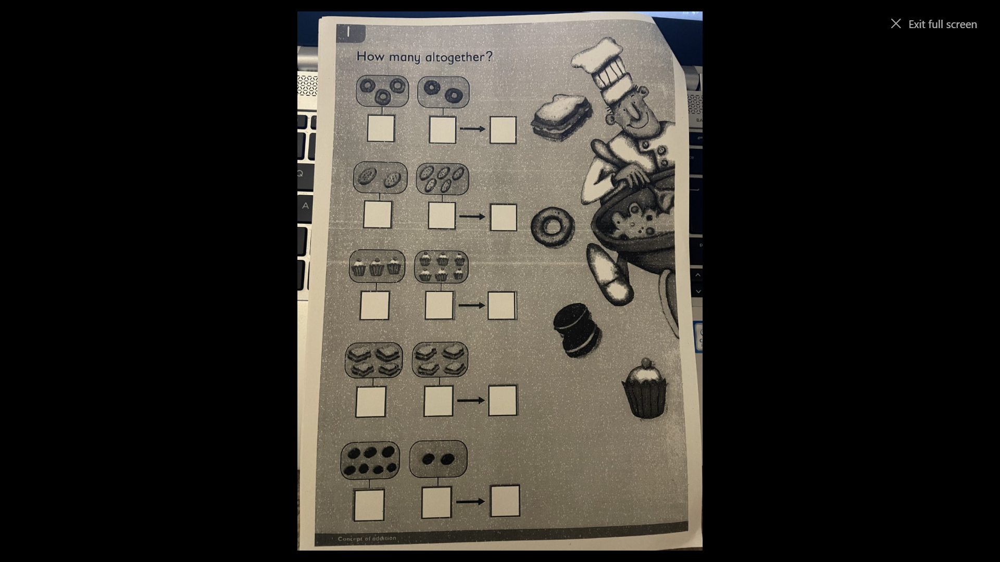 Exit full screen
1
How many altogether?
Q
A
Concept of addition